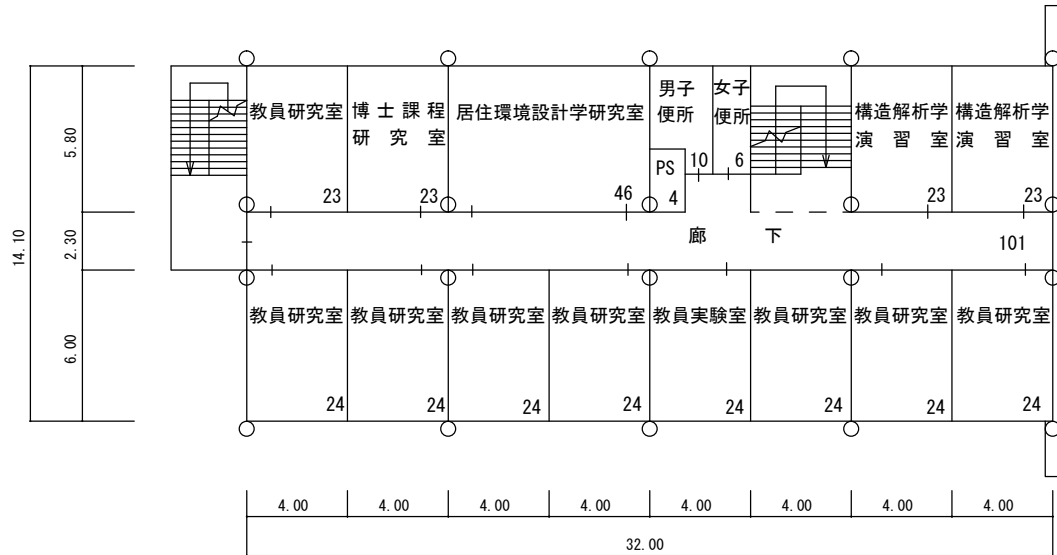 教員研究室
博士課程
研究室
居住環境設計学研究室
男子
便所
女子
便所
構造解析学
演習室
構造解析学
演習室
PS
10
6
23
23
46
4
23
23
廊下
101
教員研究室
教員研究室
教員研究室
教員研究室
教員実験室
教員研究室
教員研究室
教員研究室
24
24
24
24
24
24
24
24
5.80
2.30
6.00
14.10
4.00
4.00
4.00
4.00
4.00
4.00
4.00
4.00
32.00